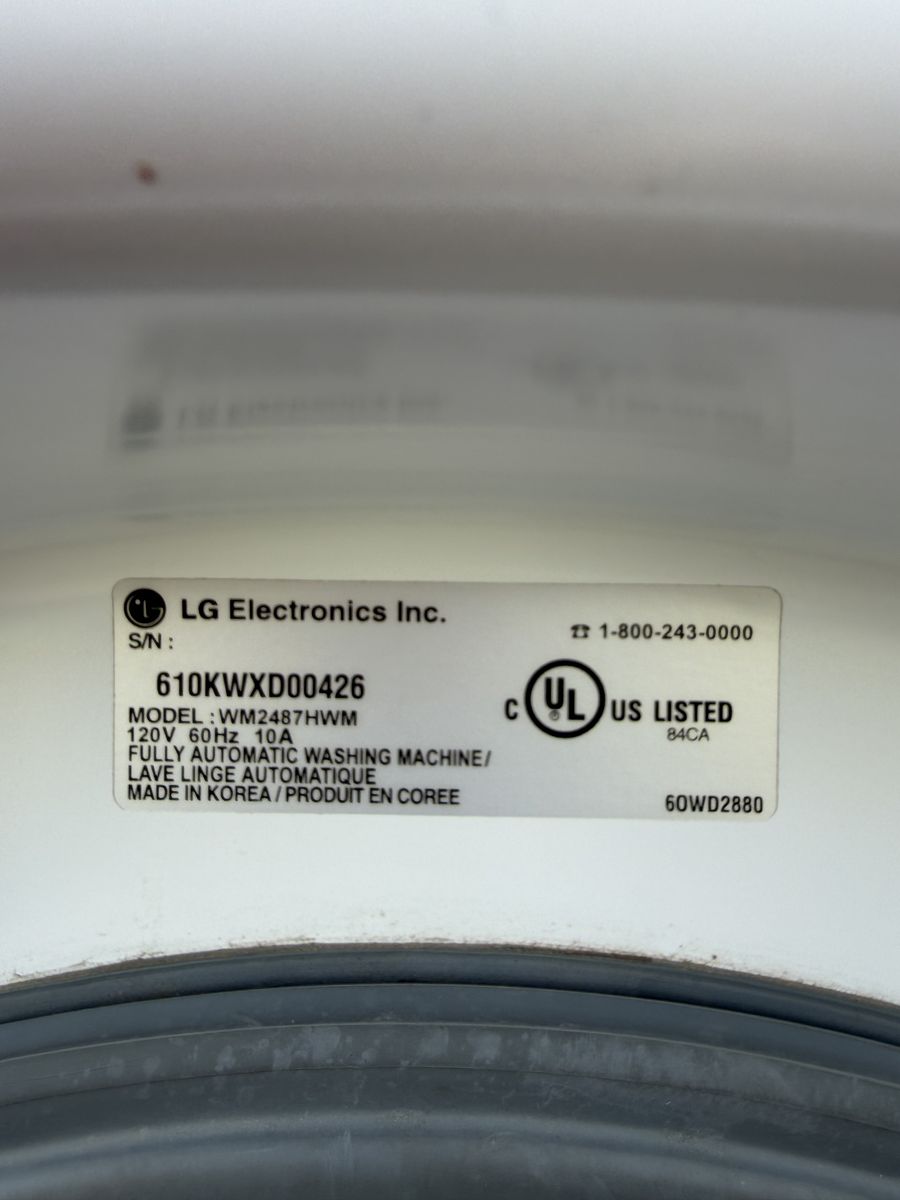 LG Electronics Inc.
S/N :
☎ 1-800-243-0000
610KWXD00426
MODEL : WM2487HWM
120V 60Hz 10A
FULLY AUTOMATIC WASHING MACHINE/
LAVE LINGE AUTOMATIQUE
MADE IN KOREA / PRODUIT EN COREE
C UL ® US LISTED
84CA
6OWD2880